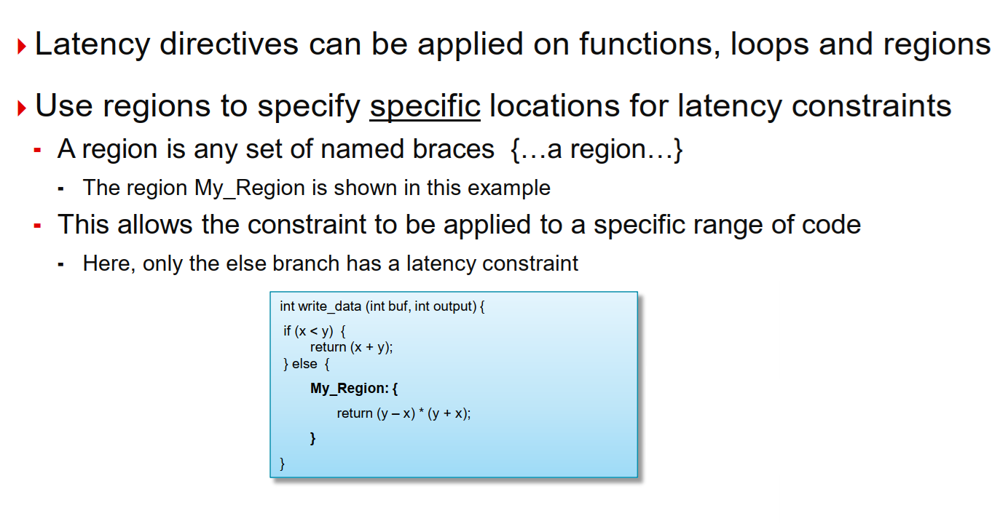 Latency directives can be applied on functions, loops and regions
Use regions to specify specific locations for latency constraints
A region is any set of named braces {…a region…}
The region My_Region is shown in this example
This allows the constraint to be applied to a specific range of code
Here, only the else branch has a latency constraint
int write_data (int buf, int output) {
if (x < y) {
return (x + y);
} else {
My_Region: {
return (y – x) * (y + x);
}
}